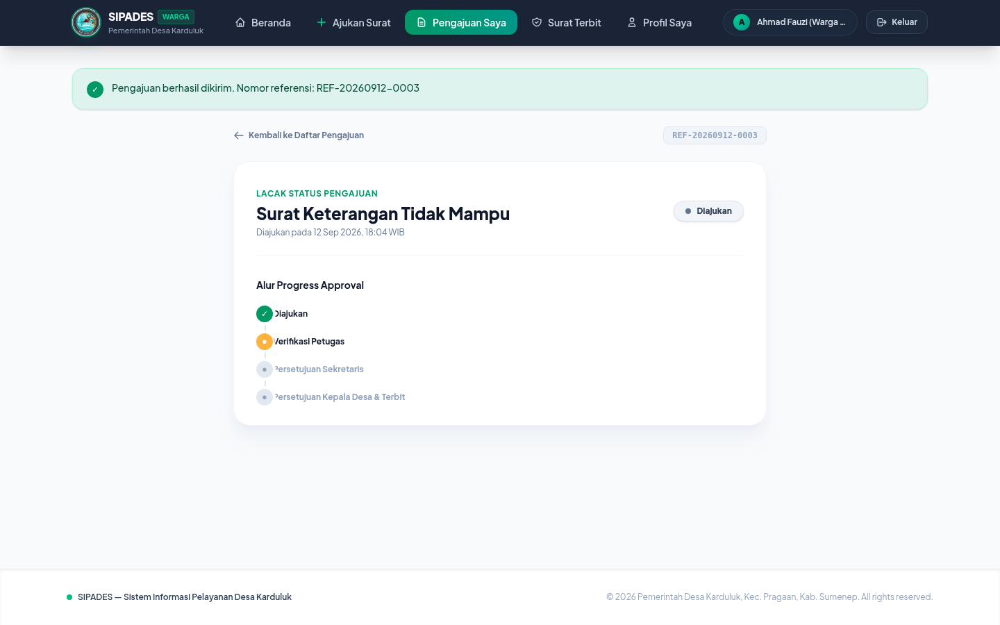 SIPADES WARGA
Pemerintah Desa Karduluk
Beranda
Ajukan Surat
Pengajuan Saya
Surat Terbit
Profil Saya
A Ahmad Fauzi (Warga ...
Keluar
Pengajuan berhasil dikirim. Nomor referensi: REF-20260912-0003
Kembali ke Daftar Pengajuan
REF-20260912-0003
LACAK STATUS PENGAJUAN
Surat Keterangan Tidak Mampu
Diajukan
Diajukan pada 12 Sep 2026, 18:04 WIB
Alur Progress Approval
Diajukan
Verifikasi Petugas
Persetujuan Sekretaris
Persetujuan Kepala Desa & Terbit
SIPADES — Sistem Informasi Pelayanan Desa Karduluk
© 2026 Pemerintah Desa Karduluk, Kec. Pragaan, Kab. Sumenep. All rights reserved.